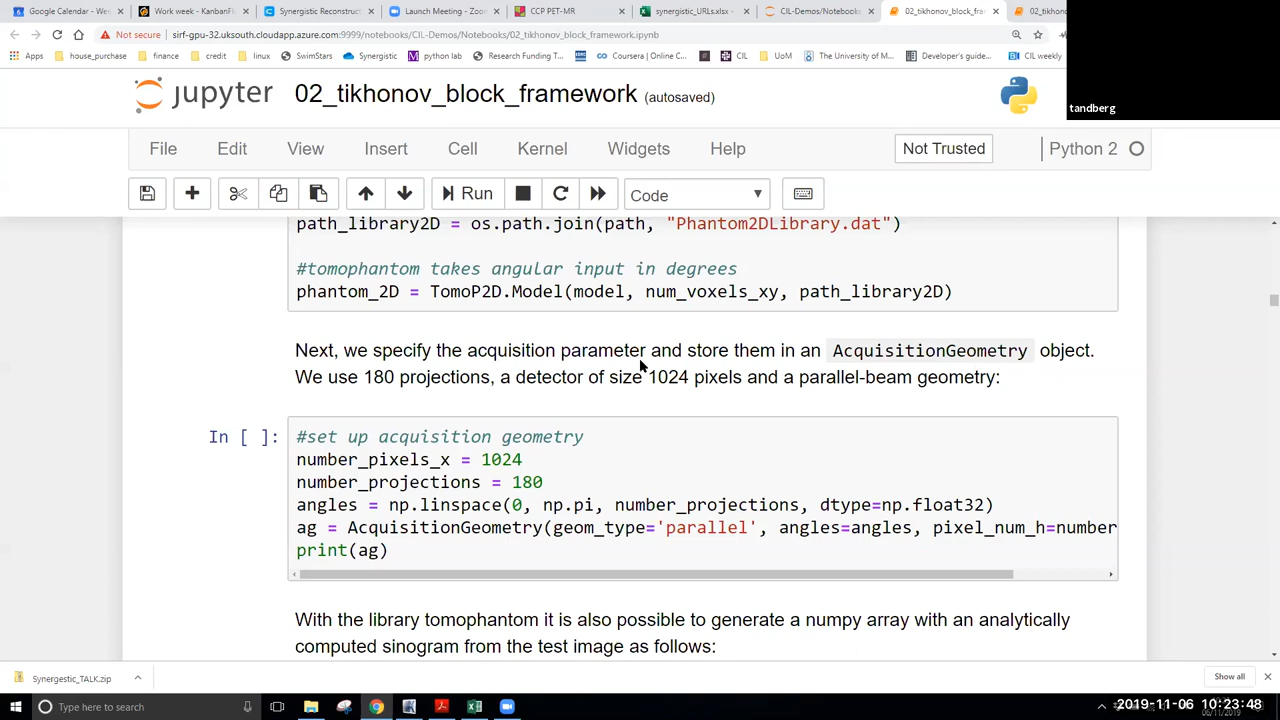 Google Calendar - Wee
Work week - KanbanFl
Synergistic Reconstruc
Launch Meeting - Zoo
CCP PET-MR
synergistic_URLs.xls
CIL-Demos/Notebooks/
02_tikhonov_block_fra
02_tikhon
Not secure | sirf-gpu-32.uksouth.cloudapp.azure.com:9999/notebooks/CIL-Demos/Notebooks/02_tikhonov_block_framework.ipynb
Apps house_purchase finance credit linux SwimStars Synergistic python lab Research Funding T... Coursera | Online C... CIL UoM The University of M... Developer's guide... CIL weekly
tandberg
jupyter 02_tikhonov_block_framework (autosaved)
File Edit View Insert Cell Kernel Widgets Help Not Trusted Python 2
Run Code
path_library2D = os.path.join(path, "Phantom2DLibrary.dat")
#tomophantom takes angular input in degrees
phantom_2D = TomoP2D.Model(model, num_voxels_xy, path_library2D)
Next, we specify the acquisition parameter and store them in an AcquisitionGeometry object.
We use 180 projections, a detector of size 1024 pixels and a parallel-beam geometry:
In [ ]: #set up acquisition geometry
number_pixels_x = 1024
number_projections = 180
angles = np.linspace(0, np.pi, number_projections, dtype=np.float32)
ag = AcquisitionGeometry(geom_type='parallel', angles=angles, pixel_num_h=number
print(ag)
With the library tomophantom it is also possible to generate a numpy array with an analytically
computed sinogram from the test image as follows:
Synergestic_TALK.zip
Show all
Type here to search
2019-11-06 10:23:48